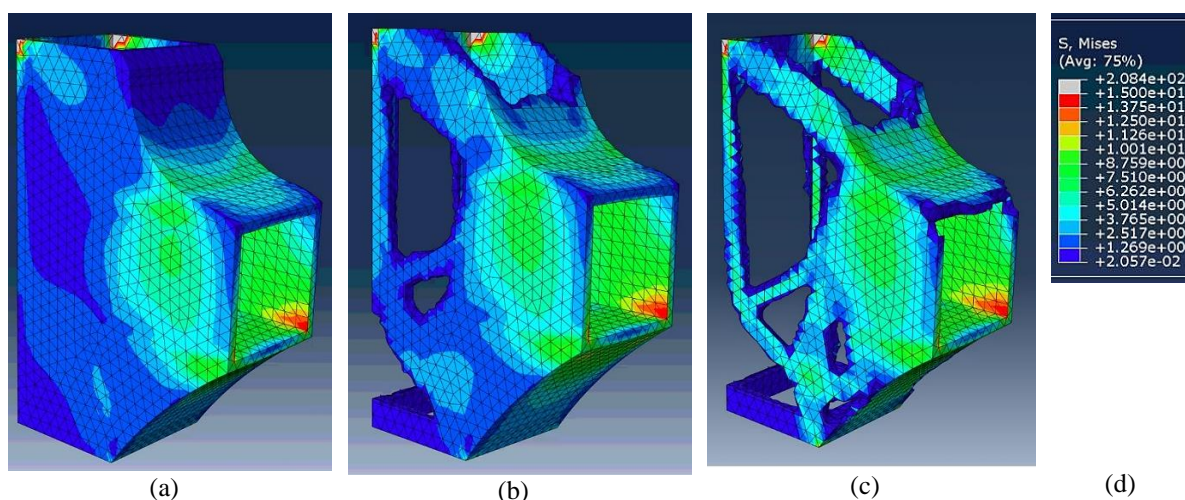 S, Mises
(Avg: 75%)
+2.084e+02
+1.500e+01
+1.375e+01
+1.250e+01
+1.126e+01
+1.001e+01
+8.759e+00
+7.510e+00
+6.262e+00
+5.014e+00
+3.765e+00
+2.517e+00
+1.269e+00
+2.057e-02
(a)
(b)
(c)
(d)